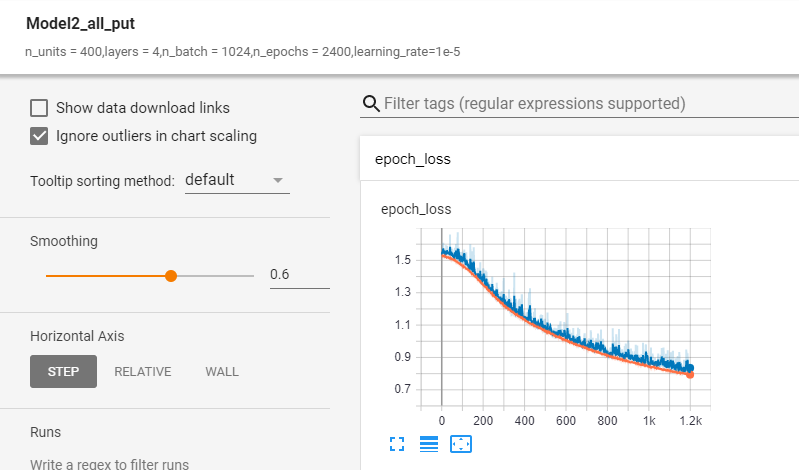 Model2_all_put
n_units = 400,layers = 4,n_batch = 1024,n_epochs = 2400,learning_rate=1e-5
Show data download links
Ignore outliers in chart scaling
Tooltip sorting method: default
Smoothing
0.6
Horizontal Axis
STEP RELATIVE WALL
Runs
Write a regex to filter runs
Filter tags (regular expressions supported)
epoch_loss
epoch_loss
1.5
1.3
1.1
0.9
0.7
0 200 400 600 800 1k 1.2k